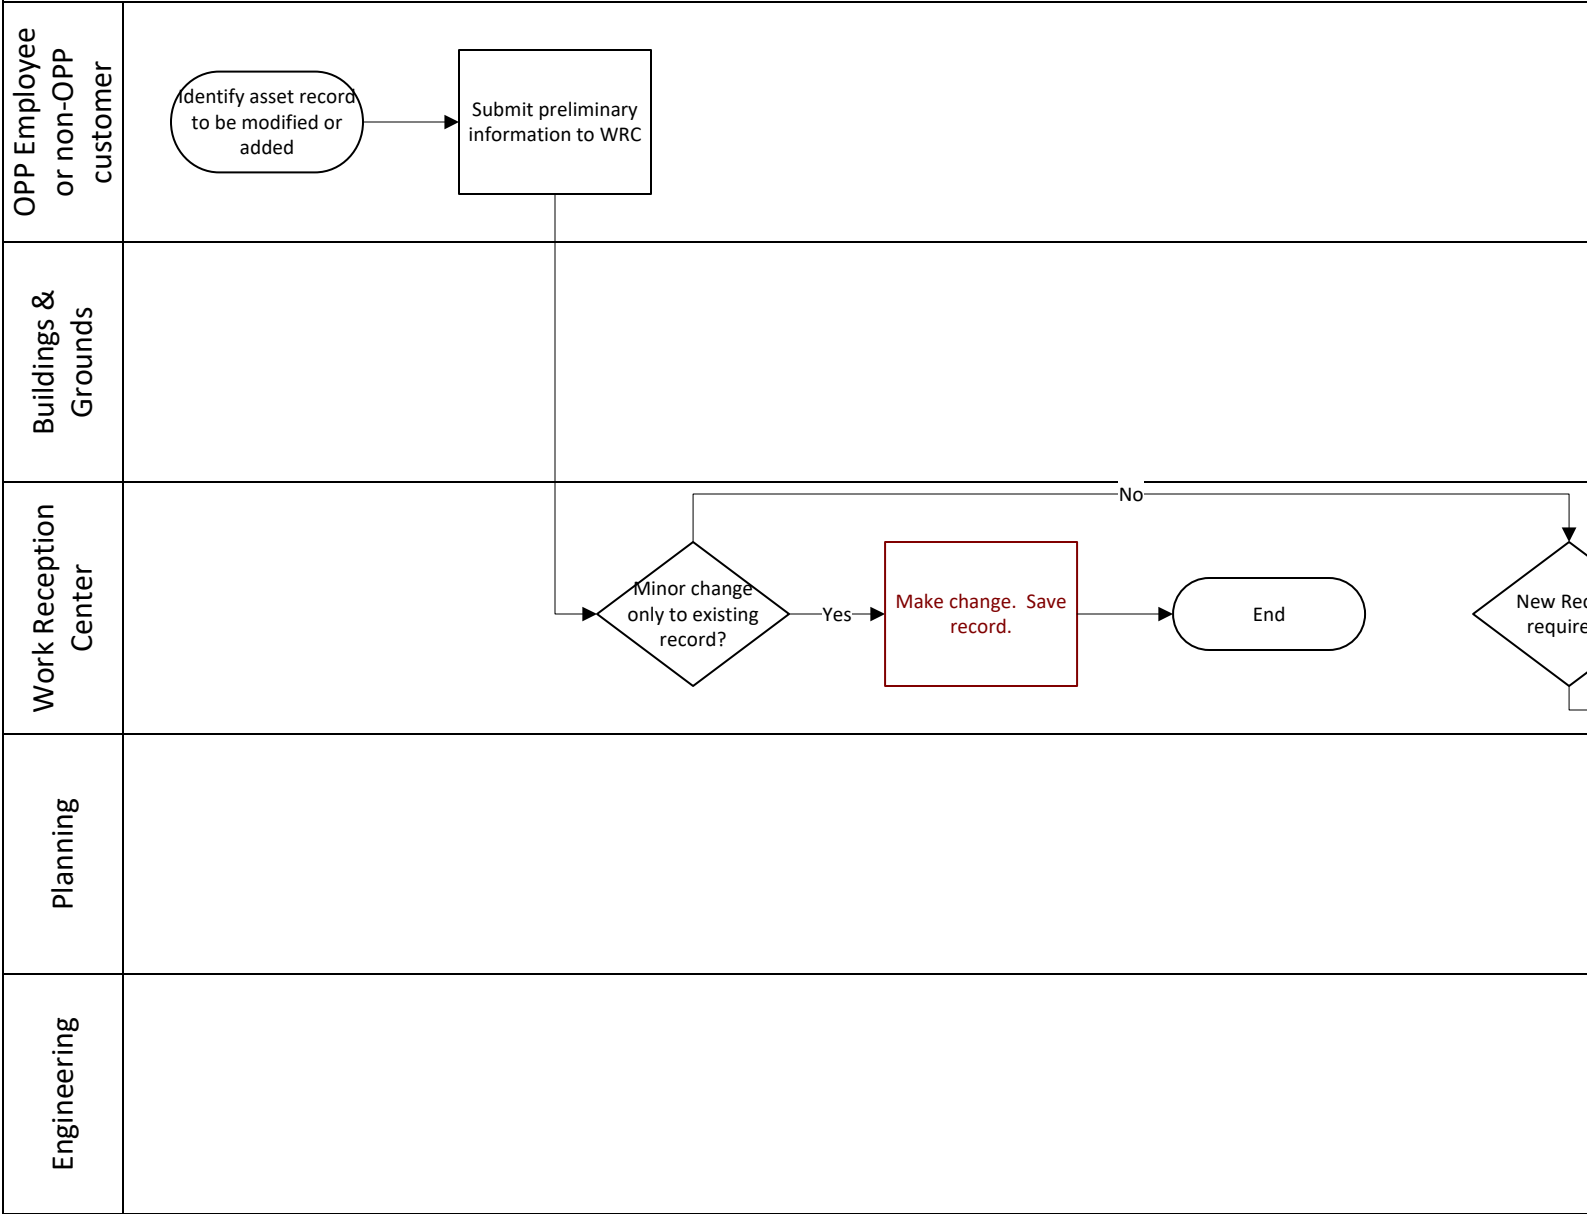 OPP Employee
or non-OPP
customer
Identify asset record
to be modified or
added
Submit preliminary
information to WRC
Buildings &
Grounds
Work Reception
Center
No
Minor change
only to existing
record?
Yes
Make change.  Save
record.
End
New
Planning
Engineering